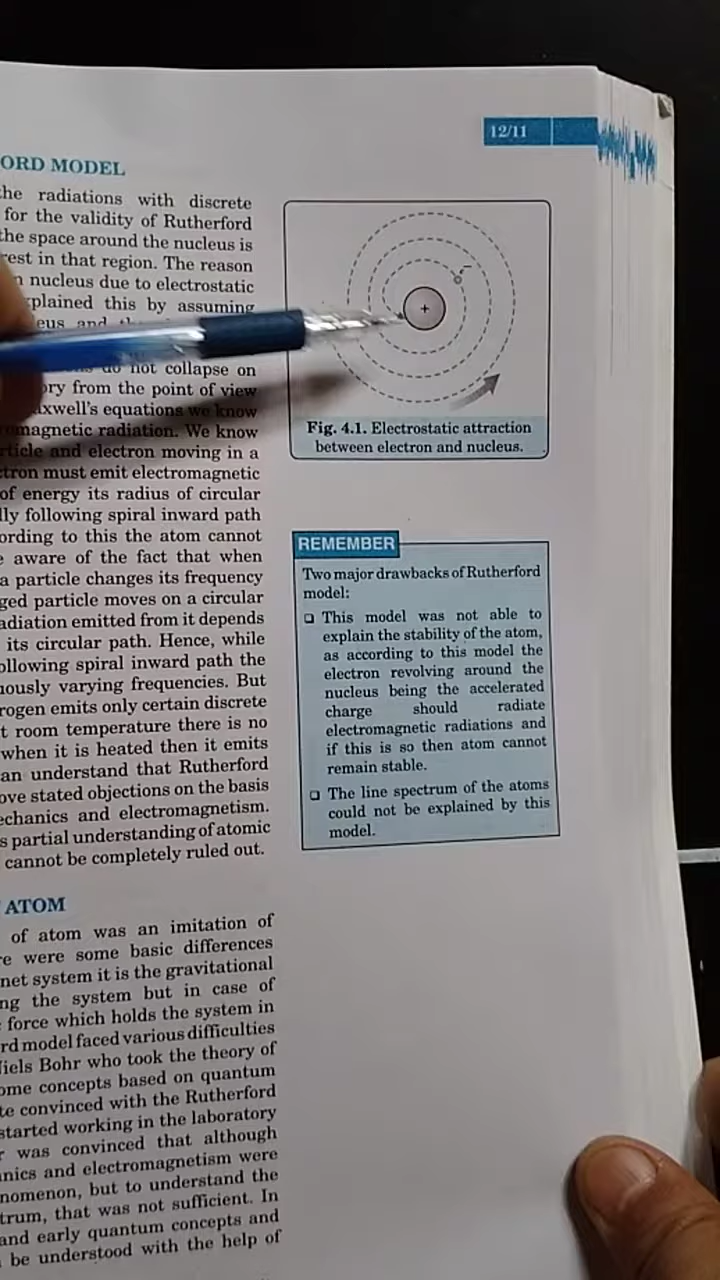 12/11
ORD MODEL
the radiations with discrete
for the validity of Rutherford
the space around the nucleus is
rest in that region. The reason
nucleus due to electrostatic
plained this by assuming
eus and
do not collapse on
ory from the point of view
axwell's equations we know
romagnetic radiation. We know
rticle and electron moving in a
ctron must emit electromagnetic
of energy its radius of circular
lly following spiral inward path
ording to this the atom cannot
e aware of the fact that when
a particle changes its frequency
ged particle moves on a circular
adiation emitted from it depends
its circular path. Hence, while
ollowing spiral inward path the
uously varying frequencies. But
rogen emits only certain discrete
t room temperature there is no
when it is heated then it emits
an understand that Rutherford
ove stated objections on the basis
echanics and electromagnetism.
s partial understanding of atomic
cannot be completely ruled out.
ATOM
of atom was an imitation of
re were some basic differences
net system it is the gravitational
ng the system but in case of
force which holds the system in
rd model faced various difficulties
Niels Bohr who took the theory of
ome concepts based on quantum
te convinced with the Rutherford
started working in the laboratory
r was convinced that although
anics and electromagnetism were
nomenon, but to understand the
trum, that was not sufficient. In
and early quantum concepts and
be understood with the help of
−
+
Fig. 4.1. Electrostatic attraction
between electron and nucleus.
REMEMBER
Two major drawbacks of Rutherford
model:
❑ This model was not able to
explain the stability of the atom,
as according to this model the
electron revolving around the
nucleus being the accelerated
charge should radiate
electromagnetic radiations and
if this is so then atom cannot
remain stable.
❑ The line spectrum of the atoms
could not be explained by this
model.